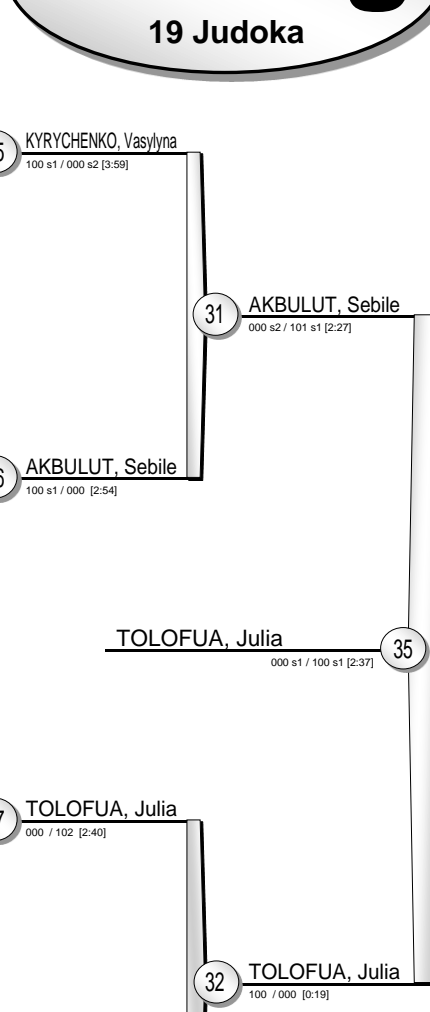 19 Judoka
KYRYCHENKO, Vasylyna
100 s1 / 000 s2 [3:59]
31
AKBULUT, Sebile
000 s2 / 101 s1 [2:27]
AKBULUT, Sebile
100 s1 / 000 [2:54]
TOLOFUA, Julia
35
000 s1 / 100 s1 [2:37]
TOLOFUA, Julia
000 / 102 [2:40]
32
TOLOFUA, Julia
100 / 000 [0:19]